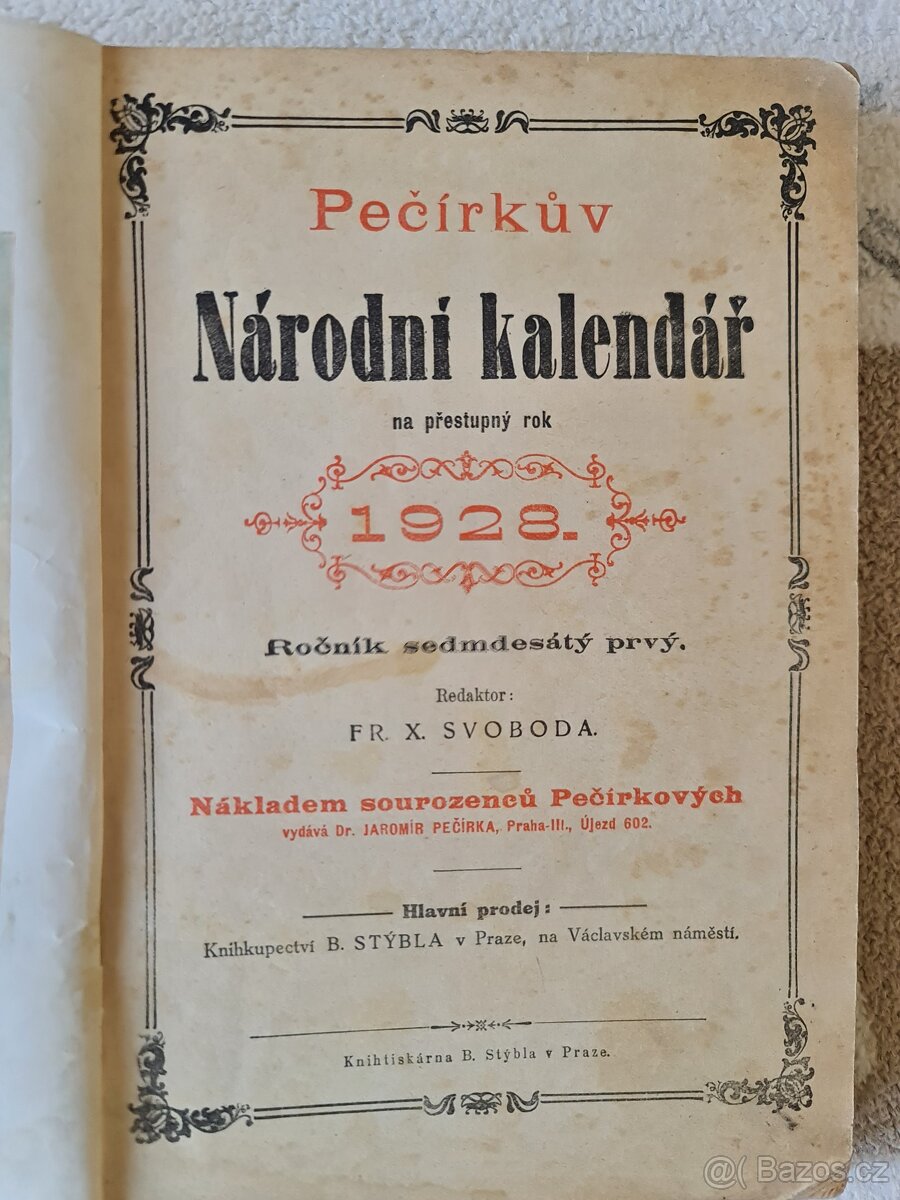 Pečírkův
Národní kalendář
na přestupný rok
1928.
Ročník sedmdesátý prvý.
Redaktor:
FR. X. SVOBODA.
Nákladem sourozenců Pečírkových
vydává Dr. JAROMÍR PEČÍRKA, Praha-III., Újezd 602.
Hlavní prodej:
Knihkupectví B. STÝBLA v Praze, na Václavském náměstí.
Knihtiskárna B. Stýbla v Praze.
@( Bazos.cz